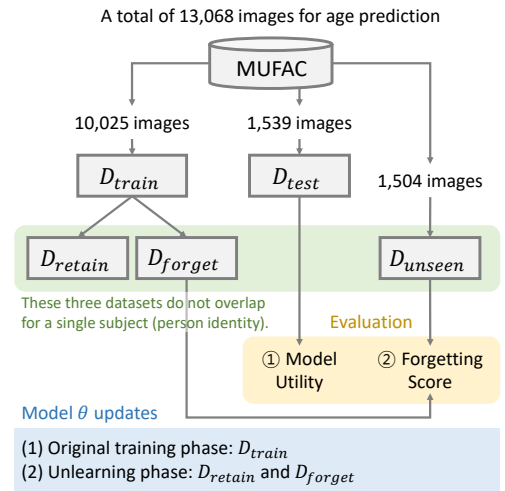 A total of 13,068 images for age prediction
MUFAC
10,025 images
1,539 images
D_train
D_test
1,504 images
D_retain
D_forget
D_unseen
These three datasets do not overlap
for a single subject (person identity).
Evaluation
① Model
Utility
② Forgetting
Score
Model θ updates
(1) Original training phase: D_train
(2) Unlearning phase: D_retain and D_forget